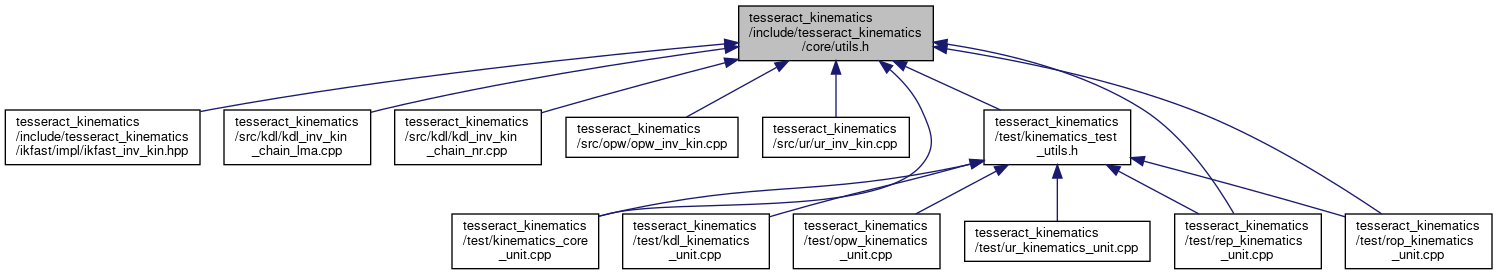 tesseract_kinematics
/include/tesseract_kinematics
/core/utils.h
tesseract_kinematics
/include/tesseract_kinematics
/ikfast/impl/ikfast_inv_kin.hpp
tesseract_kinematics
/src/kdl/kdl_inv_kin
_chain_lma.cpp
tesseract_kinematics
/src/kdl/kdl_inv_kin
_chain_nr.cpp
tesseract_kinematics
/src/opw/opw_inv_kin.cpp
tesseract_kinematics
/src/ur/ur_inv_kin.cpp
tesseract_kinematics
/test/kinematics_test
_utils.h
tesseract_kinematics
/test/kinematics_core
_unit.cpp
tesseract_kinematics
/test/kdl_kinematics
_unit.cpp
tesseract_kinematics
/test/opw_kinematics
_unit.cpp
tesseract_kinematics
/test/ur_kinematics_unit.cpp
tesseract_kinematics
/test/rep_kinematics
_unit.cpp
tesseract_kinematics
/test/rop_kinematics
_unit.cpp